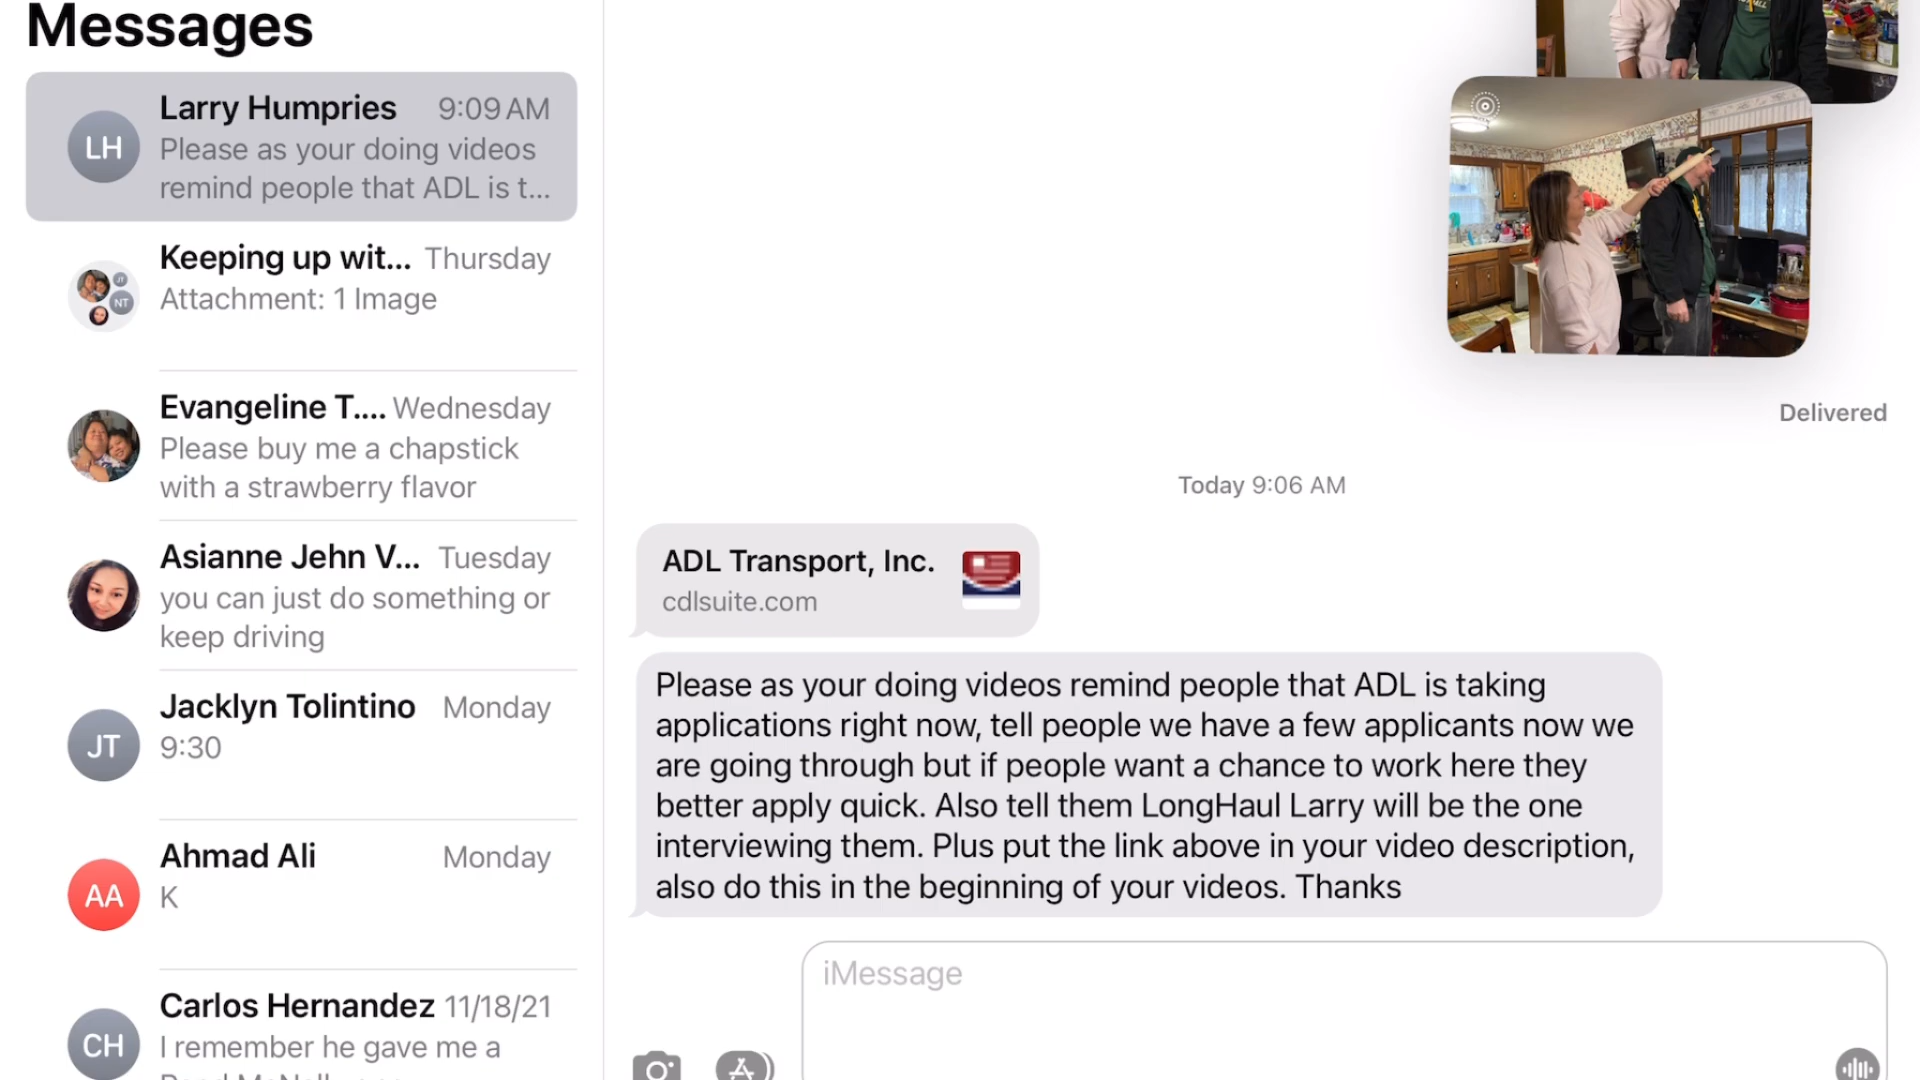 Messages
LH
Larry Humpries 9:09 AM
Please as your doing videos
remind people that ADL is t...
JT
NT
Keeping up wit... Thursday
Attachment: 1 Image
Evangeline T.... Wednesday
Please buy me a chapstick
with a strawberry flavor
Asianne Jehn V... Tuesday
you can just do something or
keep driving
JT
Jacklyn Tolintino Monday
9:30
AA
Ahmad Ali Monday
K
CH
Carlos Hernandez 11/18/21
I remember he gave me a
Delivered
Today 9:06 AM
ADL Transport, Inc.
cdlsuite.com
Please as your doing videos remind people that ADL is taking
applications right now, tell people we have a few applicants now we
are going through but if people want a chance to work here they
better apply quick. Also tell them LongHaul Larry will be the one
interviewing them. Plus put the link above in your video description,
also do this in the beginning of your videos. Thanks
iMessage